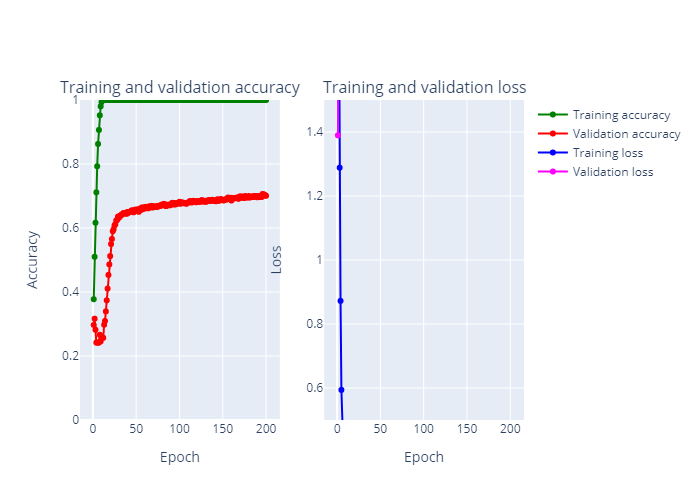 Training and validation accuracy
Training and validation loss
1
0.8
0.6
0.4
0.2
0
0
50
100
150
200
Epoch
Accuracy
1.4
1.2
1
0.8
0.6
0
50
100
150
200
Epoch
Loss
Training accuracy
Validation accuracy
Training loss
Validation loss